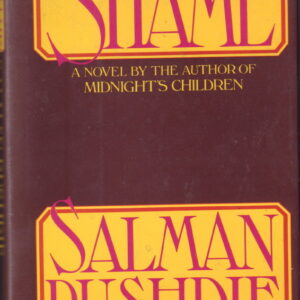 SHAME
A NOVEL BY THE AUTHOR OF
MIDNIGHT'S CHILDREN
SALMAN
RUSHDIE